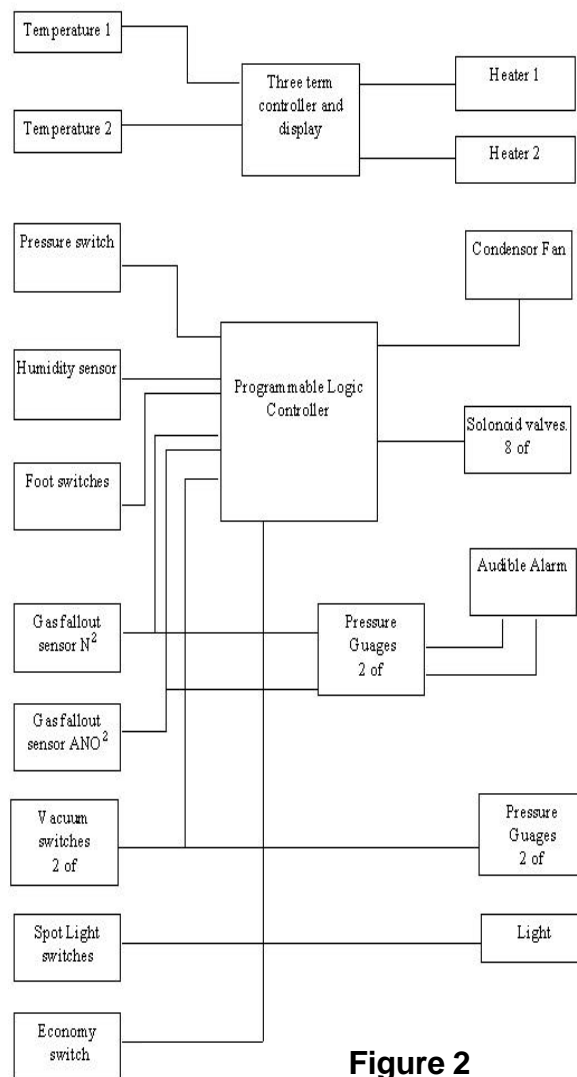 Temperature 1
Three term
controller and
display
Heater 1
Temperature 2
Heater 2
Pressure switch
Condensor Fan
Humidity sensor
Programmable Logic
Controller
Solonoid valves.
8 of
Foot switches
Audible Alarm
Gas fallout
sensor N²
Pressure
Guages
2 of
Gas fallout
sensor ANO²
Vacuum
switches
2 of
Pressure
Guages
2 of
Spot Light
switches
Light
Economy
switch
Figure 2